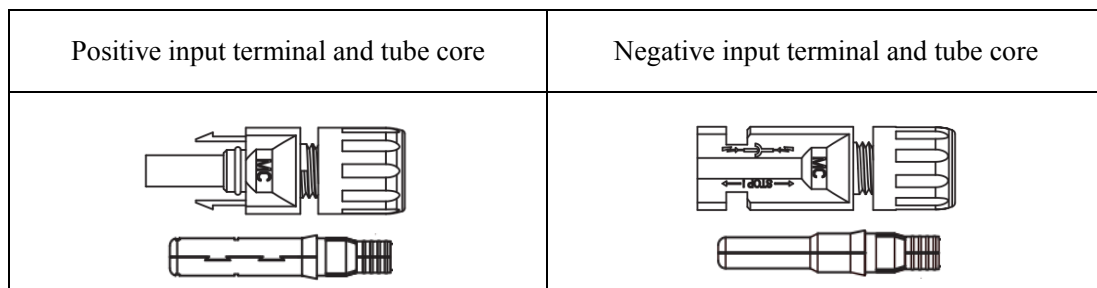 Positive input terminal and tube core
Negative input terminal and tube core
MC
MC
STOP !